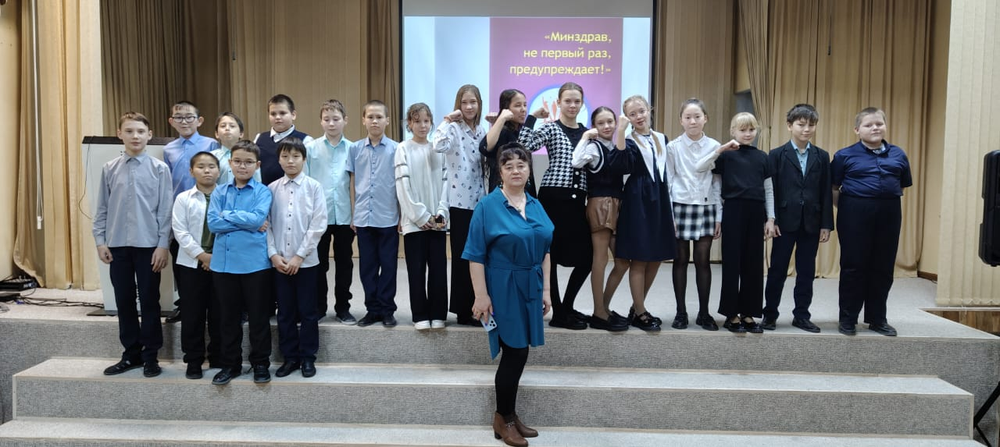 «Минздрав,
не первый раз,
предупреждает!»